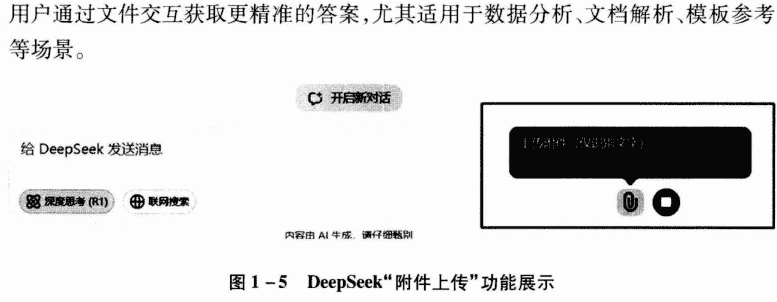 用户通过文件交互获取更精准的答案,尤其适用于数据分析、文档解析、模板参考
等场景。
开启新对话
给 DeepSeek 发送消息
深度思考 (R1)
联网搜索
内容由 AI 生成，请仔细甄别
图 1-5 DeepSeek“附件上传”功能展示